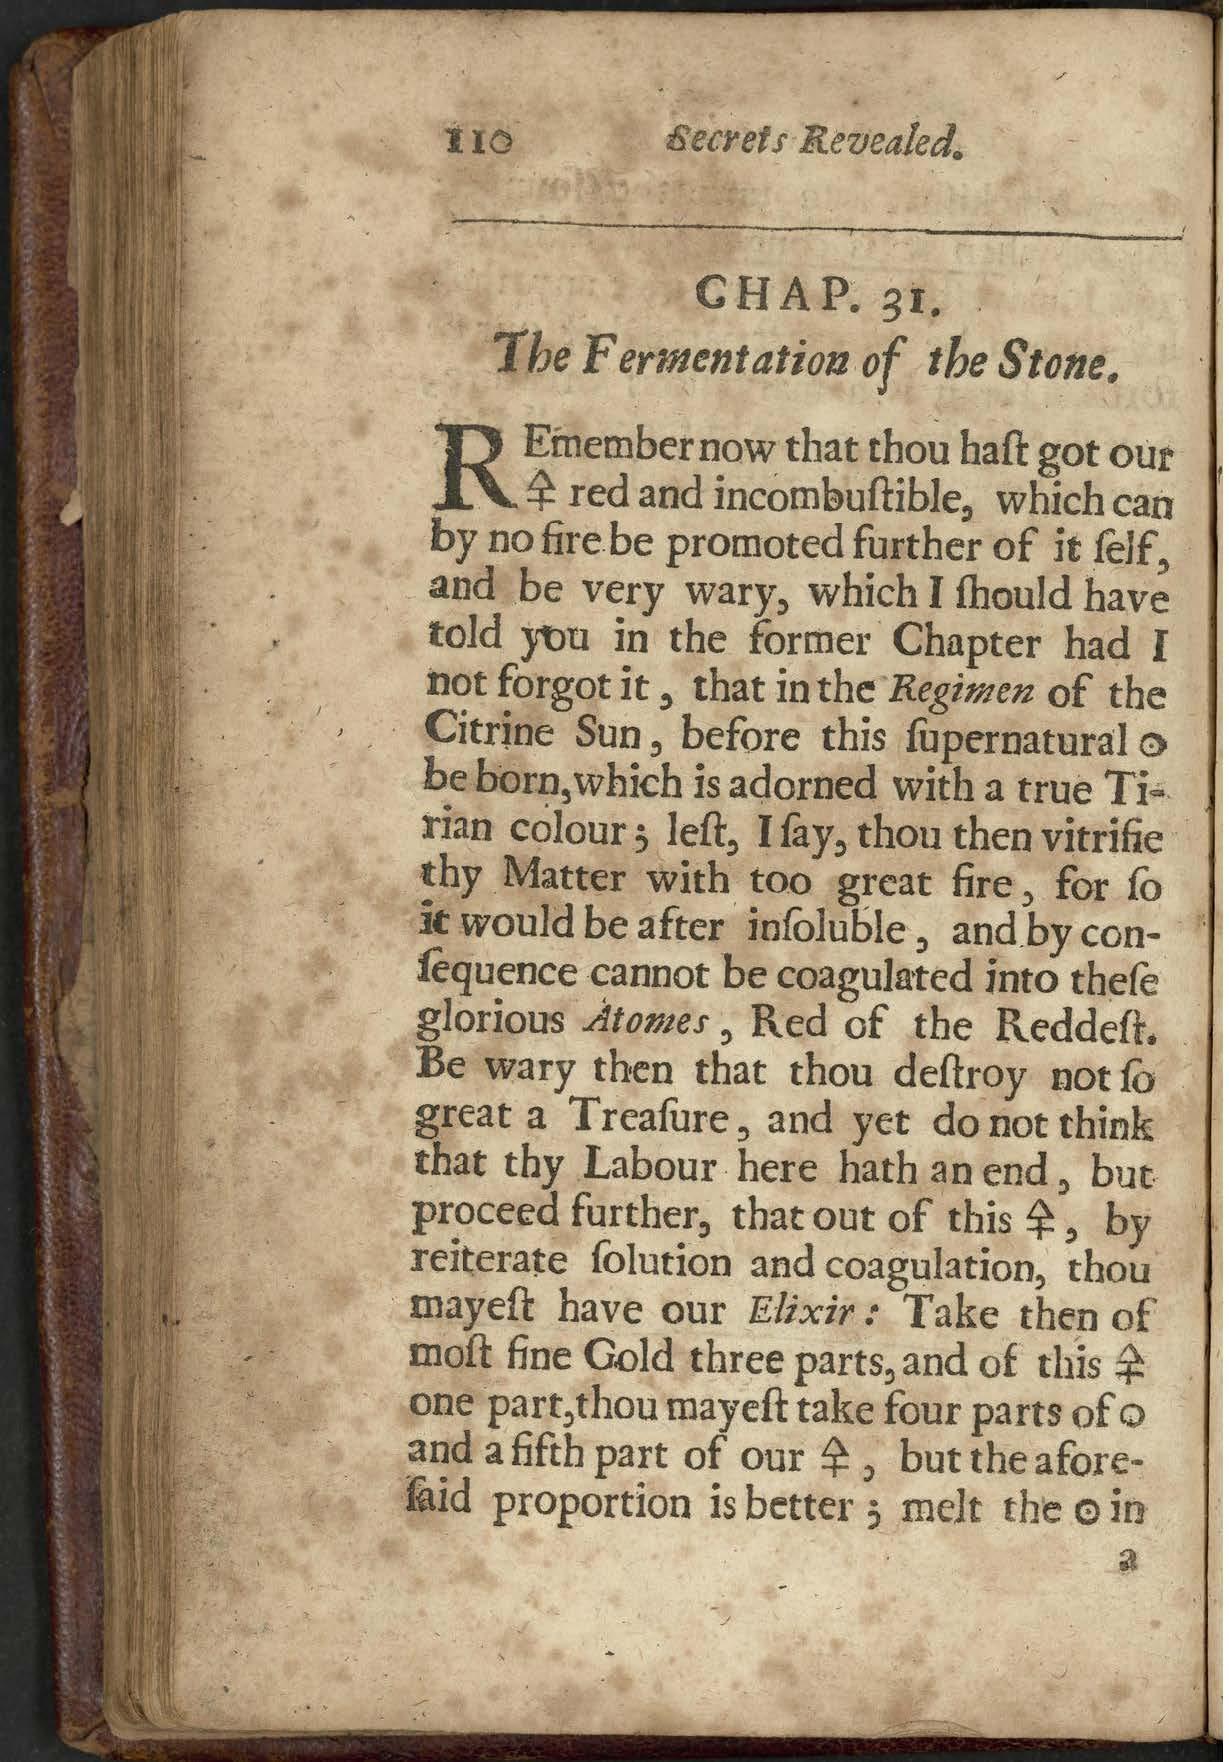 110 Secrets Revealed.
CHAP. 31.
The Fermentation of the Stone.
REmember now that thou haſt got our
🜍 red and incombuſtible, which can
by no fire be promoted further of it ſelf,
and be very wary, which I ſhould have
told you in the former Chapter had I
not forgot it, that in the Regimen of the
Citrine Sun, before this ſupernatural ☉
be born, which is adorned with a true Ti-
rian colour; leſt, I ſay, thou then vitrifie
thy Matter with too great fire, for ſo
it would be after inſoluble, and by con-
ſequence cannot be coagulated into theſe
glorious Atomes, Red of the Reddeſt.
Be wary then that thou deſtroy not ſo
great a Treaſure, and yet do not think
that thy Labour here hath an end, but
proceed further, that out of this 🜍, by
reiterate ſolution and coagulation, thou
mayeſt have our Elixir: Take then of
moſt fine Gold three parts, and of this 🜍
one part, thou mayeſt take four parts of ☉
and a fifth part of our 🜍, but the afore-
ſaid proportion is better; melt the ☉ in
a